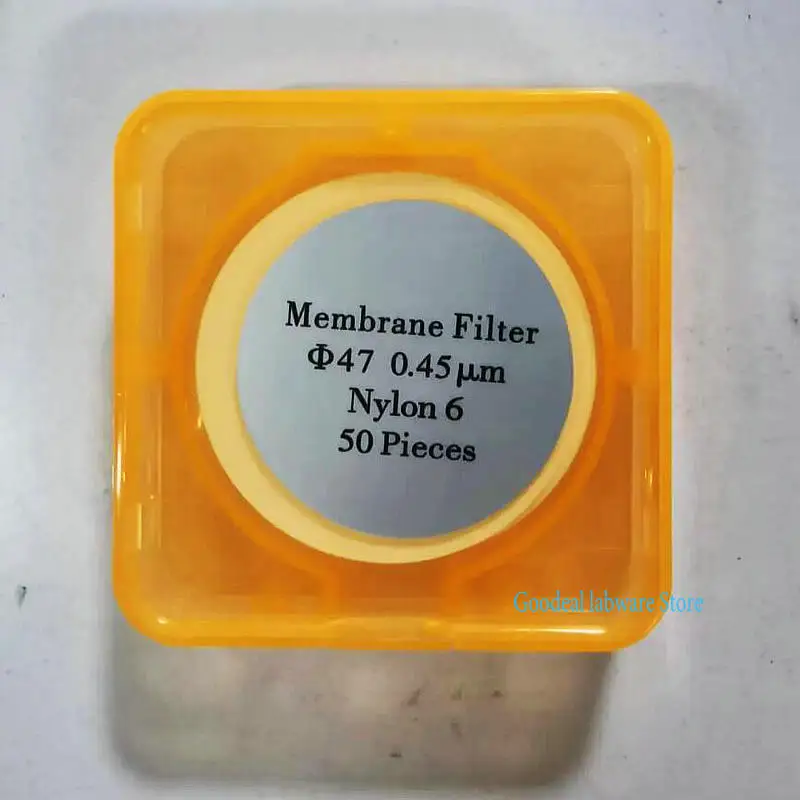 Membrane Filter
Φ47 0.45μm
Nylon 6
50 Pieces
Goodeal labware Store